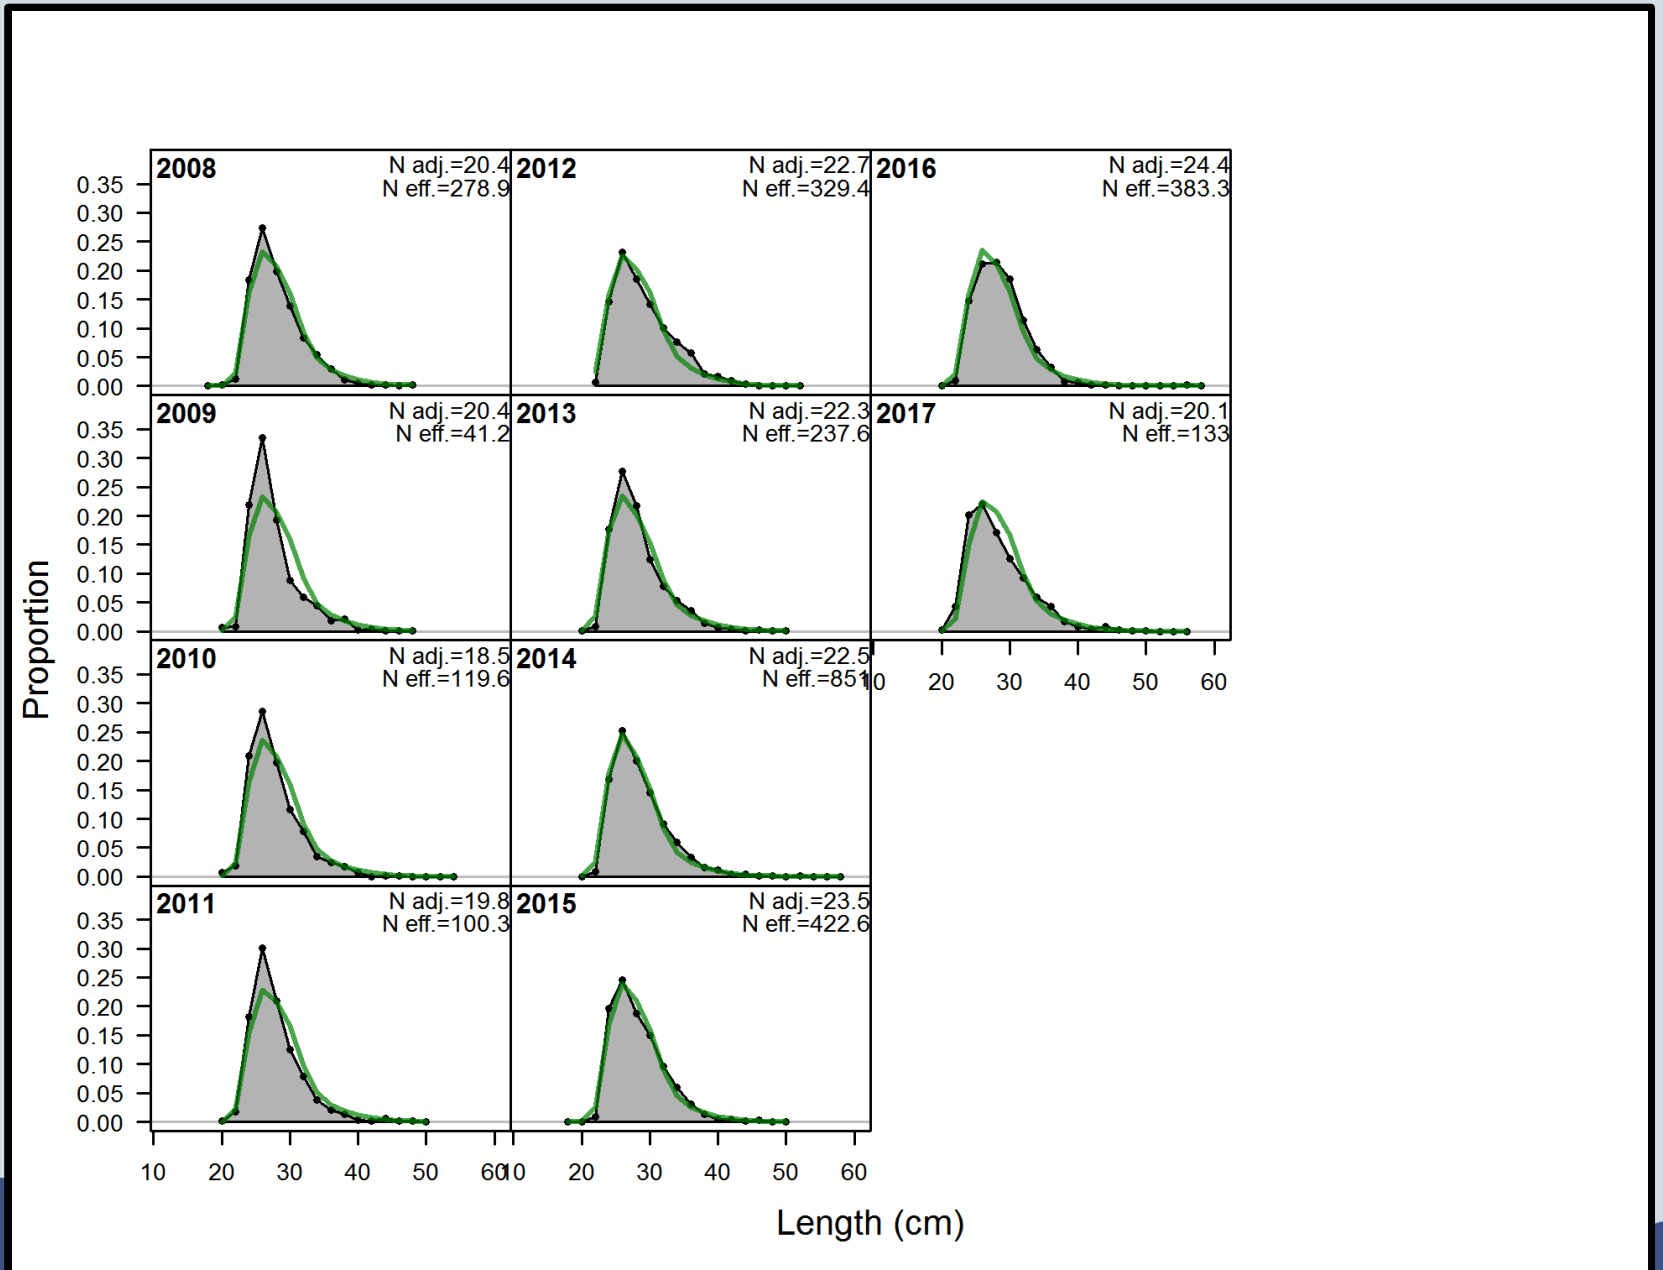 2008
N adj.=20.4
N eff.=278.9
2012
N adj.=22.7
N eff.=329.4
2016
N adj.=24.4
N eff.=383.3
0.35
0.30
0.25
0.20
0.15
0.10
0.05
0.00
2009
N adj.=20.4
N eff.=41.2
2013
N adj.=22.3
N eff.=237.6
2017
N adj.=20.1
N eff.=133
0.35
0.30
0.25
0.20
0.15
0.10
0.05
0.00
2010
N adj.=18.5
N eff.=119.6
2014
N adj.=22.5
N eff.=851
10 20 30 40 50 60
0.35
0.30
0.25
0.20
0.15
0.10
0.05
0.00
2011
N adj.=19.8
N eff.=100.3
2015
N adj.=23.5
N eff.=422.6
0.35
0.30
0.25
0.20
0.15
0.10
0.05
0.00
10 20 30 40 50 60
10 20 30 40 50 60
Proportion
Length (cm)